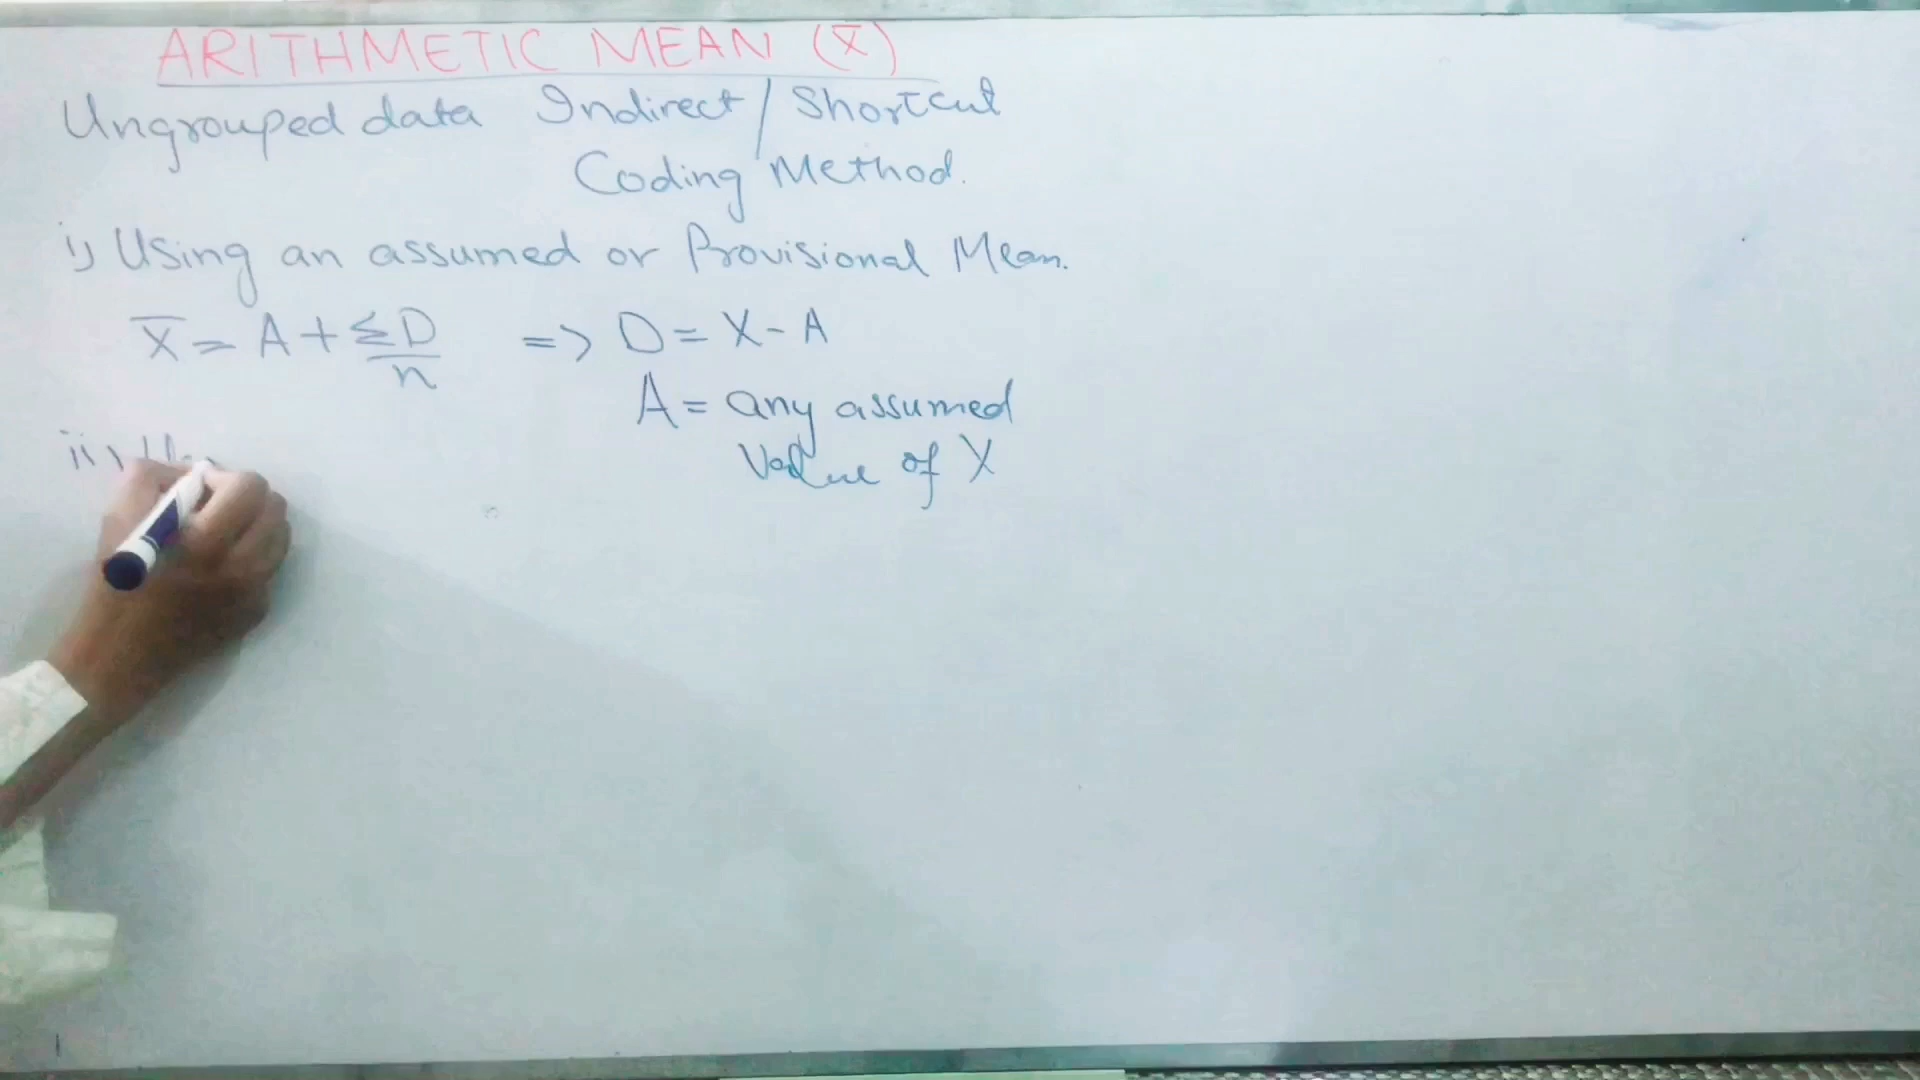 ARITHMETIC MEAN (X̄)
Ungrouped data Indirect / Shortcut
Coding Method.
i) Using an assumed or Provisional Mean.
X̄ = A + ΣD/n => D = X - A
A = any assumed
Value of X
ii)